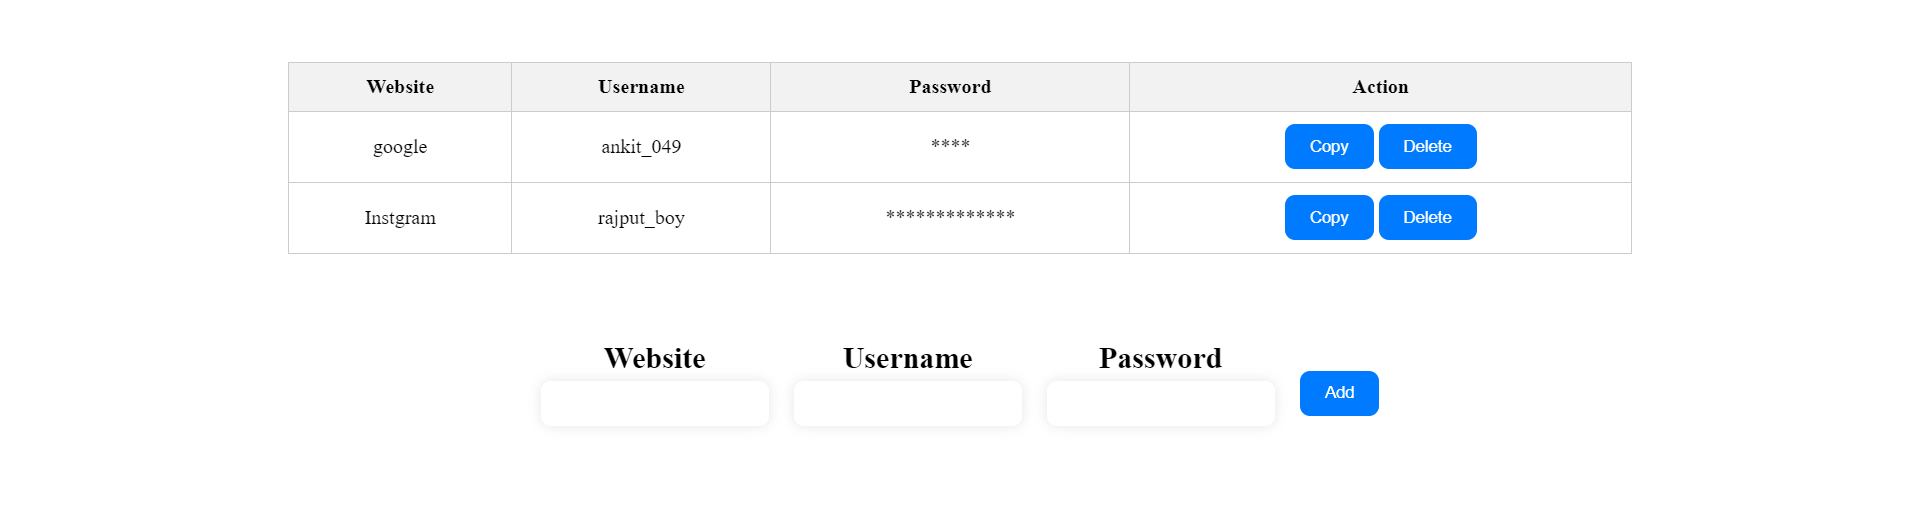 Website Username Password Action
google ankit_049 **** Copy Delete
Instgram rajput_boy ************* Copy Delete
Website Username Password
Add